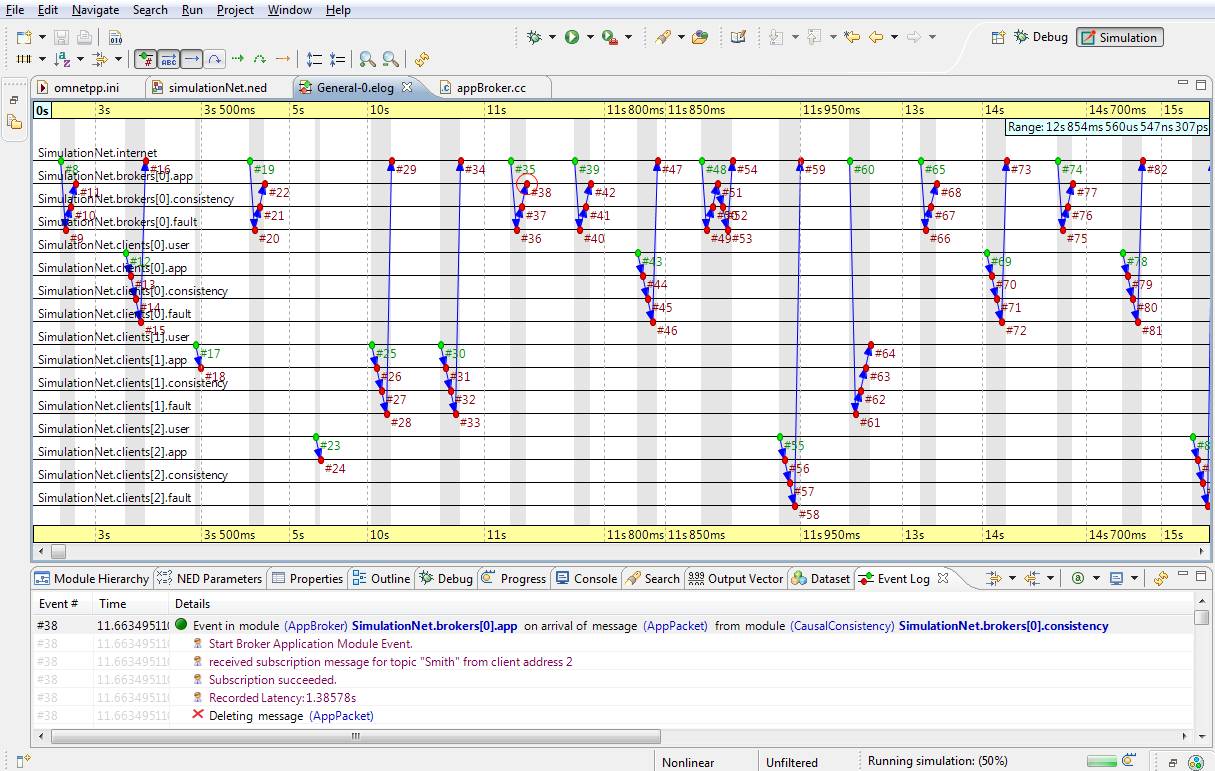 File Edit Navigate Search Run Project Window Help
Debug Simulation
omnetpp.ini simulationNet.ned General-0.elog appBroker.cc
0s 3s 3s 500ms 5s 10s 11s 11s 800ms 11s 850ms 11s 950ms 13s 14s 14s 700ms 15s
Range: 12s 854ms 560us 547ns 307ps
SimulationNet.internet
#8 #16 #19 #29 #34 #35 #39 #47 #48 #54 #59 #60 #65 #73 #74 #82
SimulationNet.brokers[0].app
#11 #22 #38 #42 #51 #68 #77
SimulationNet.brokers[0].consistency
#10 #21 #37 #41 #50 #52 #67 #76
SimulationNet.brokers[0].fault
#9 #20 #36 #40 #49 #53 #66 #75
SimulationNet.clients[0].user
#12 #43 #69 #78
SimulationNet.clients[0].app
#13 #44 #70 #79
SimulationNet.clients[0].consistency
#14 #45 #71 #80
SimulationNet.clients[0].fault
#15 #46 #72 #81
SimulationNet.clients[1].user
#17 #25 #30 #64
SimulationNet.clients[1].app
#18 #26 #31 #63
SimulationNet.clients[1].consistency
#27 #32 #62
SimulationNet.clients[1].fault
#28 #33 #61
SimulationNet.clients[2].user
#23 #55 #8
SimulationNet.clients[2].app
#24 #56 #
SimulationNet.clients[2].consistency
#57
SimulationNet.clients[2].fault
#58
3s 3s 500ms 5s 10s 11s 11s 800ms 11s 850ms 11s 950ms 13s 14s 14s 700ms 15s
Module Hierarchy NED Parameters Properties Outline Debug Progress Console Search Output Vector Dataset Event Log
Event # Time Details
#38 11.663495110 Event in module (AppBroker) SimulationNet.brokers[0].app on arrival of message (AppPacket) from module (CausalConsistency) SimulationNet.brokers[0].consistency
#38 11.663495110 Start Broker Application Module Event.
#38 11.663495110 received subscription message for topic "Smith" from client address 2
#38 11.663495110 Subscription succeeded.
#38 11.663495110 Recorded Latency:1.38578s
#38 11.663495110 Deleting message (AppPacket)
Nonlinear Unfiltered Running simulation: (50%)